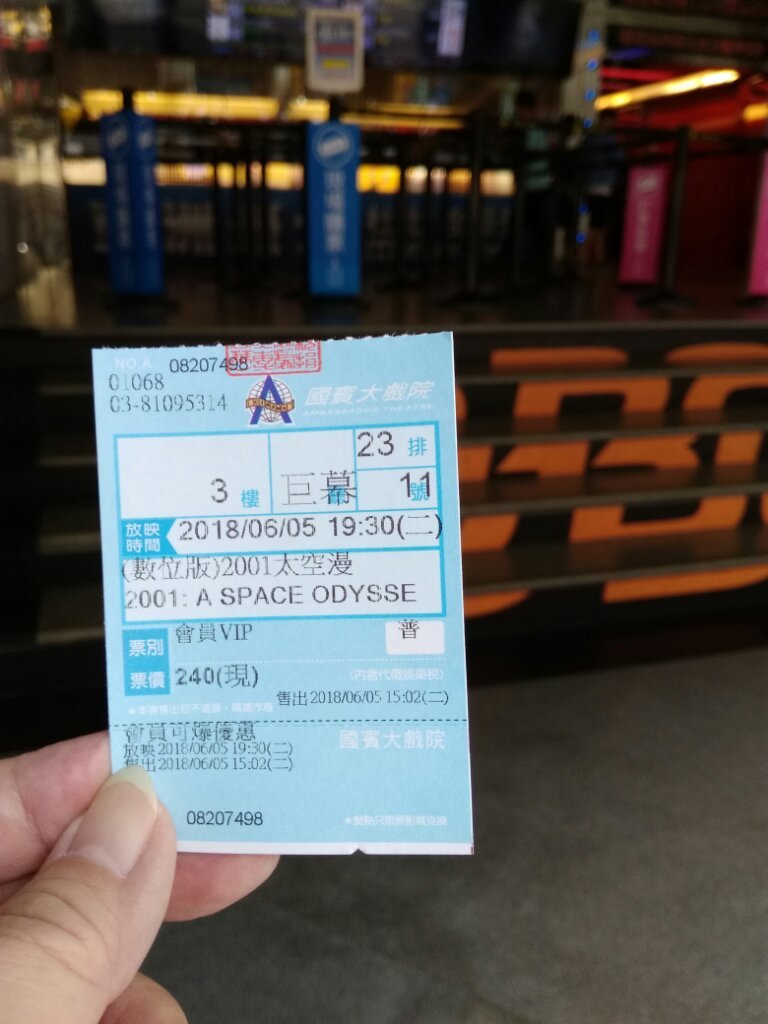 NO.A 08207498
01068
03-81095314
國賓大戲院
AMBASSADOR THEATRE
23 排
3 樓 巨幕 11 號
放映時間 2018/06/05 19:30(二)
(數位版)2001太空漫
2001: A SPACE ODYSSE
票別 會員VIP 普
票價 240(現) (內含代徵娛樂稅)
售出2018/06/05 15:02(二)
會員可爆優惠
放映2018/06/05 19:30(二) 國賓大戲院
售出2018/06/05 15:02(二)
08207498